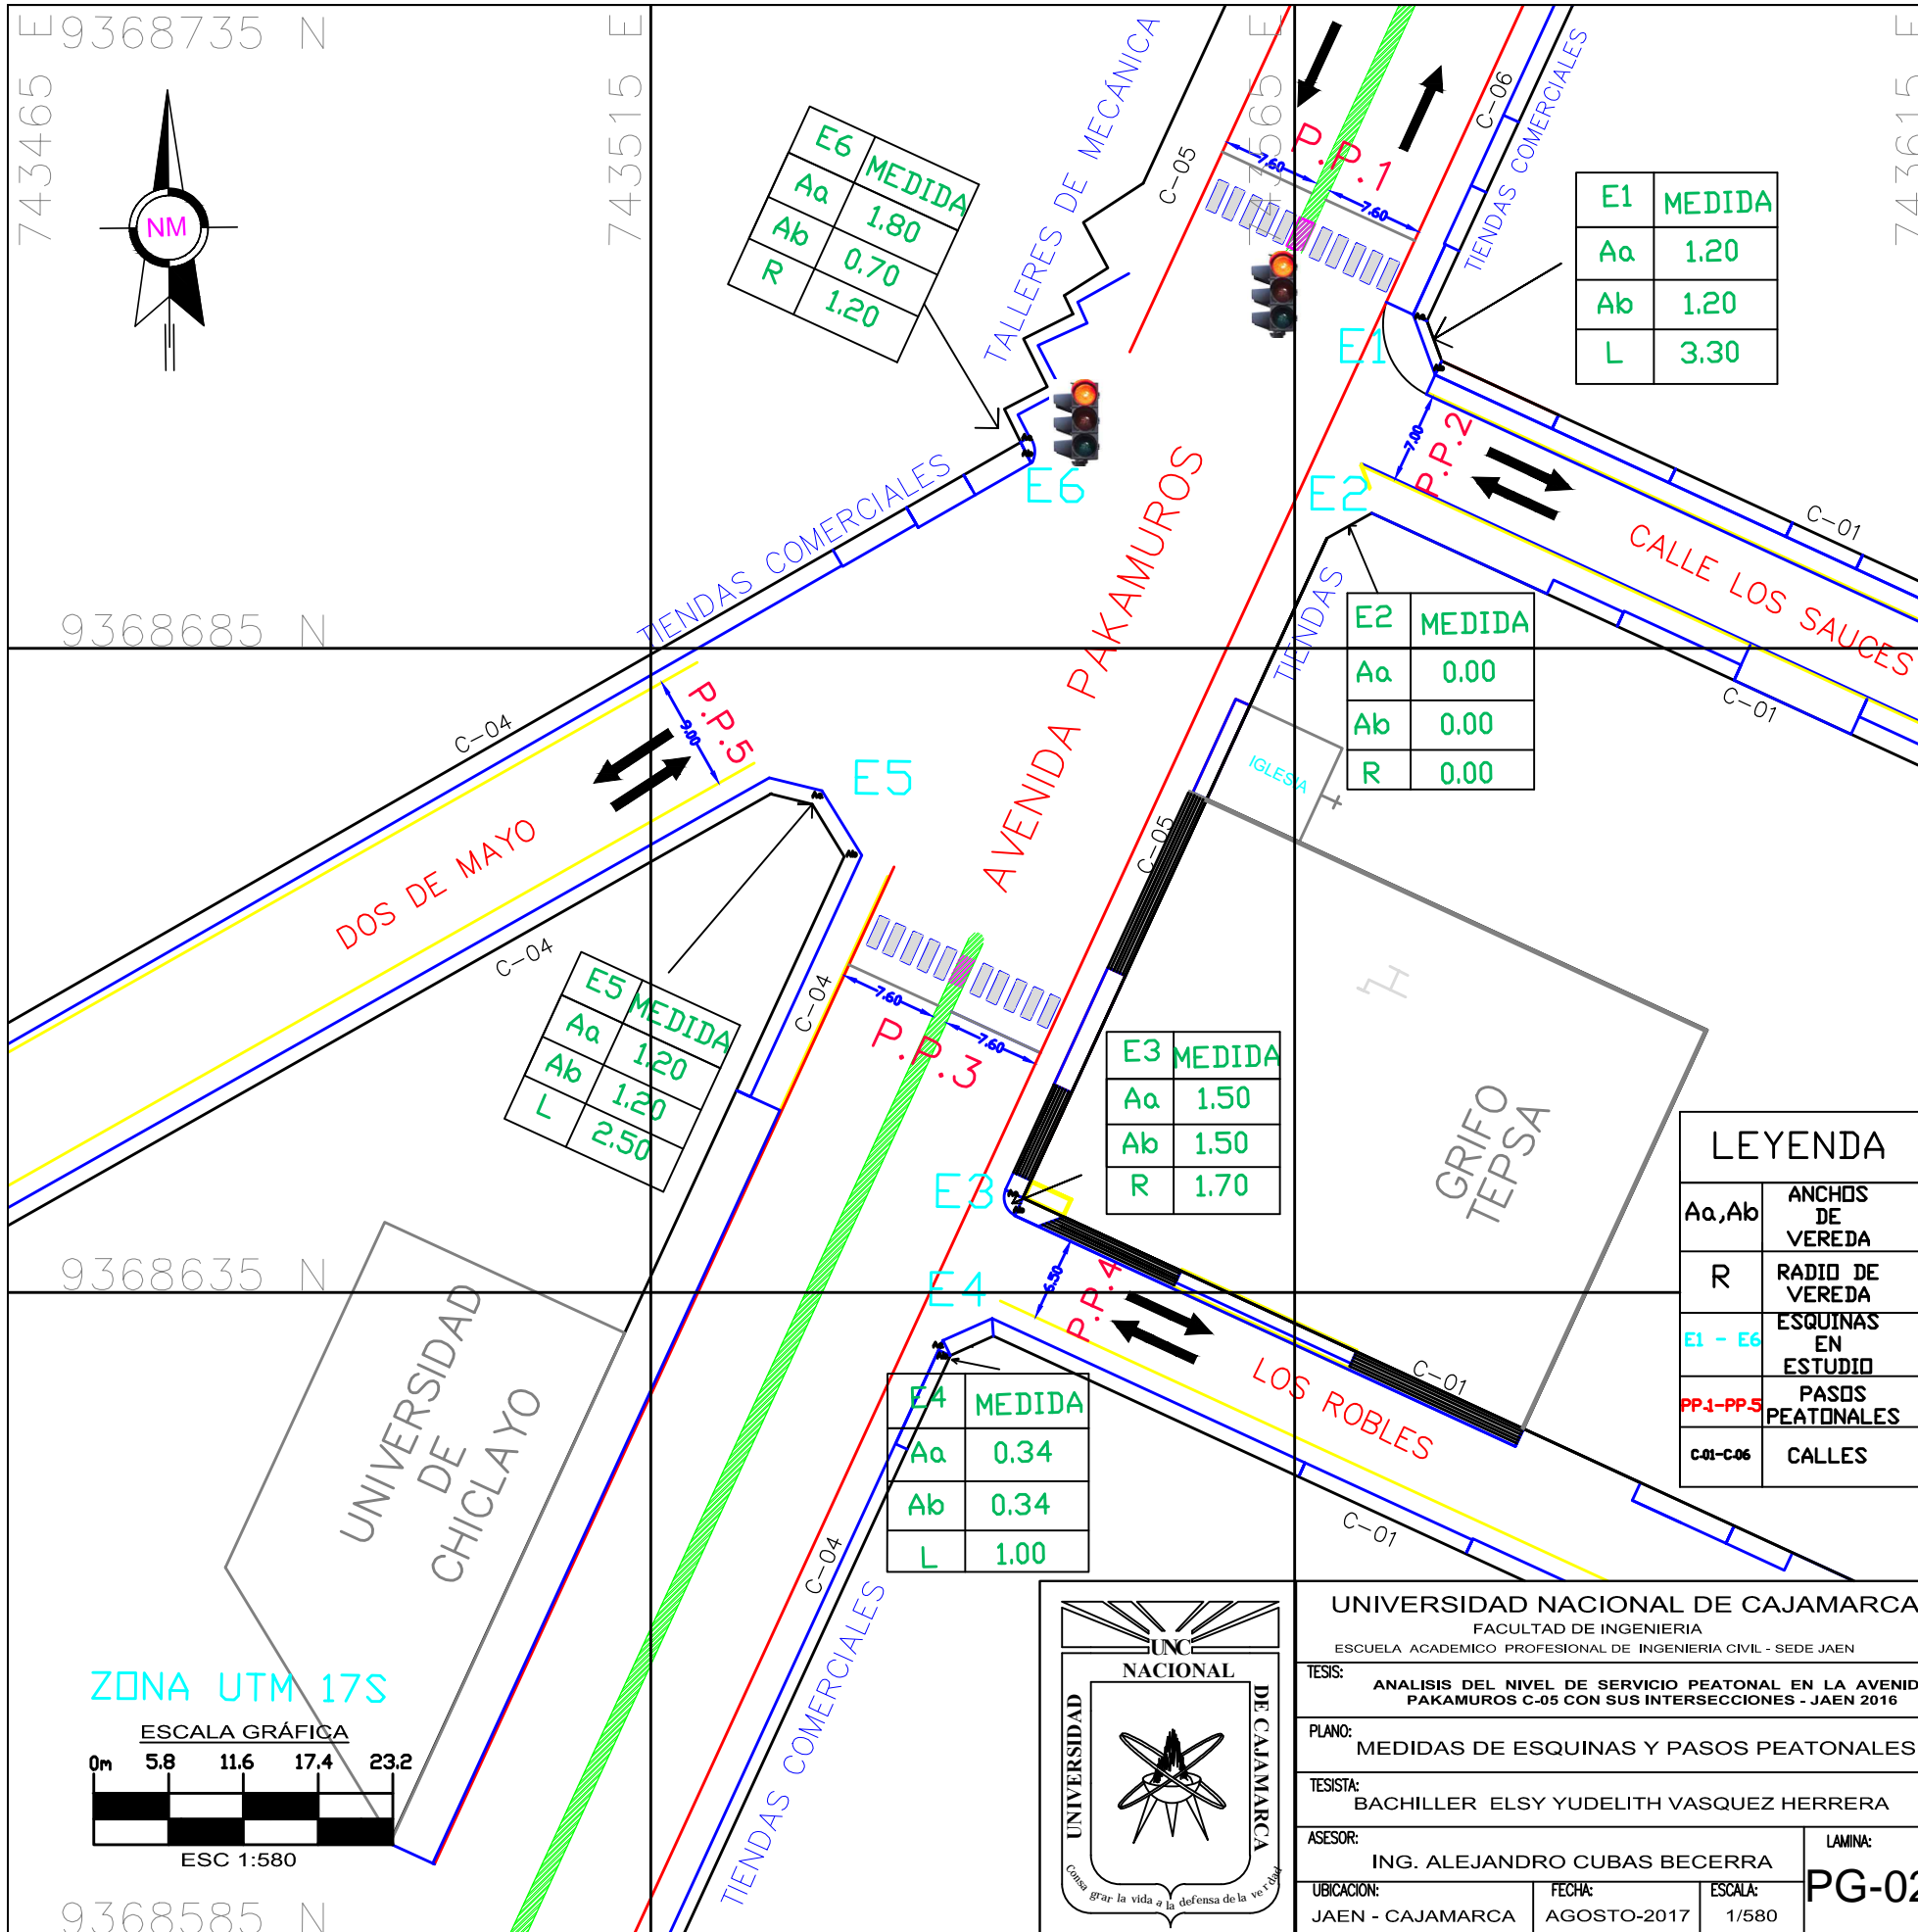 9368735 N
743465 E
743515 E
743565 E
743615 E
NM
E6 MEDIDA
Aa 1.80
Ab 0.70
R 1.20
TALLERES DE MECÁNICA
C-05
7.60
P.P.1
7.60
C-06
TIENDAS COMERCIALES
E1 MEDIDA
Aa 1.20
Ab 1.20
L 3.30
E1
7.00
P.P.2
E6
E2
TIENDAS COMERCIALES
AVENIDA PAKAMUROS
C-01
CALLE LOS SAUCES
C-01
TIENDAS
E2 MEDIDA
Aa 0.00
Ab 0.00
R 0.00
9368685 N
C-04
P.P.5
9.00
E5
IGLESIA
C-05
DOS DE MAYO
C-04
E5 MEDIDA
Aa 1.20
Ab 1.20
L 2.50
C-04
7.60
P.P.3
7.60
E3 MEDIDA
Aa 1.50
Ab 1.50
R 1.70
GRIFO
TEPSA
E3
9368635 N
E4
6.50
P.P.4
LOS ROBLES
C-01
C-01
E4 MEDIDA
Aa 0.34
Ab 0.34
L 1.00
C-04
TIENDAS COMERCIALES
UNIVERSIDAD
DE
CHICLAYO
LEYENDA
Aa,Ab ANCHOS
DE
VEREDA
R RADIO DE
VEREDA
E1 - E6 ESQUINAS
EN
ESTUDIO
PP.1-PP.5 PASOS
PEATONALES
C-01-C-06 CALLES
ZONA UTM 17S
ESCALA GRÁFICA
0m 5.8 11.6 17.4 23.2
ESC 1:580
9368585 N
UNC
NACIONAL
UNIVERSIDAD
DE CAJAMARCA
Consagrar la vida a la defensa de la verdad
UNIVERSIDAD NACIONAL DE CAJAMARCA
FACULTAD DE INGENIERIA
ESCUELA ACADEMICO PROFESIONAL DE INGENIERIA CIVIL - SEDE JAEN
TESIS:
ANALISIS DEL NIVEL DE SERVICIO PEATONAL EN LA AVENID
PAKAMUROS C-05 CON SUS INTERSECCIONES - JAEN 2016
PLANO:
MEDIDAS DE ESQUINAS Y PASOS PEATONALES
TESISTA:
BACHILLER ELSY YUDELITH VASQUEZ HERRERA
ASESOR:
ING. ALEJANDRO CUBAS BECERRA
LAMINA:
PG-02
UBICACION:
JAEN - CAJAMARCA
FECHA:
AGOSTO-2017
ESCALA:
1/580